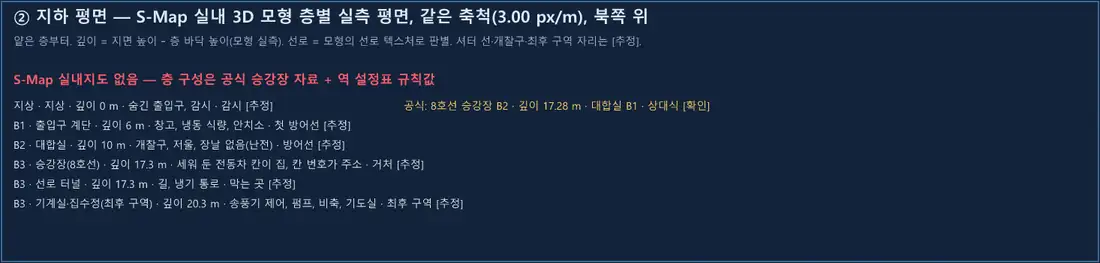 ② 지하 평면 — S-Map 실내 3D 모형 층별 실측 평면, 같은 축척(3.00 px/m), 북쪽 위
얕은 층부터. 깊이 = 지면 높이 - 층 바닥 높이(모형 실측). 선로 = 모형의 선로 텍스처로 판별. 셔터 선·개찰구·최후 구역 자리는 [추정].
S-Map 실내지도 없음 — 층 구성은 공식 승강장 자료 + 역 설정표 규칙값
지상 · 지상 · 깊이 0 m · 숨긴 출입구, 감시 · 감시 [추정]
공식: 8호선 승강장 B2 · 깊이 17.28 m · 대합실 B1 · 상대식 [확인]
B1 · 출입구 계단 · 깊이 6 m · 창고, 냉동 식량, 안치소 · 첫 방어선 [추정]
B2 · 대합실 · 깊이 10 m · 개찰구, 저울, 장날 없음(난전) · 방어선 [추정]
B3 · 승강장(8호선) · 깊이 17.3 m · 세워 둔 전동차 칸이 집, 칸 번호가 주소 · 거처 [추정]
B3 · 선로 터널 · 깊이 17.3 m · 길, 냉기 통로 · 막는 곳 [추정]
B3 · 기계실·집수정(최후 구역) · 깊이 20.3 m · 송풍기 제어, 펌프, 비축, 기도실 · 최후 구역 [추정]